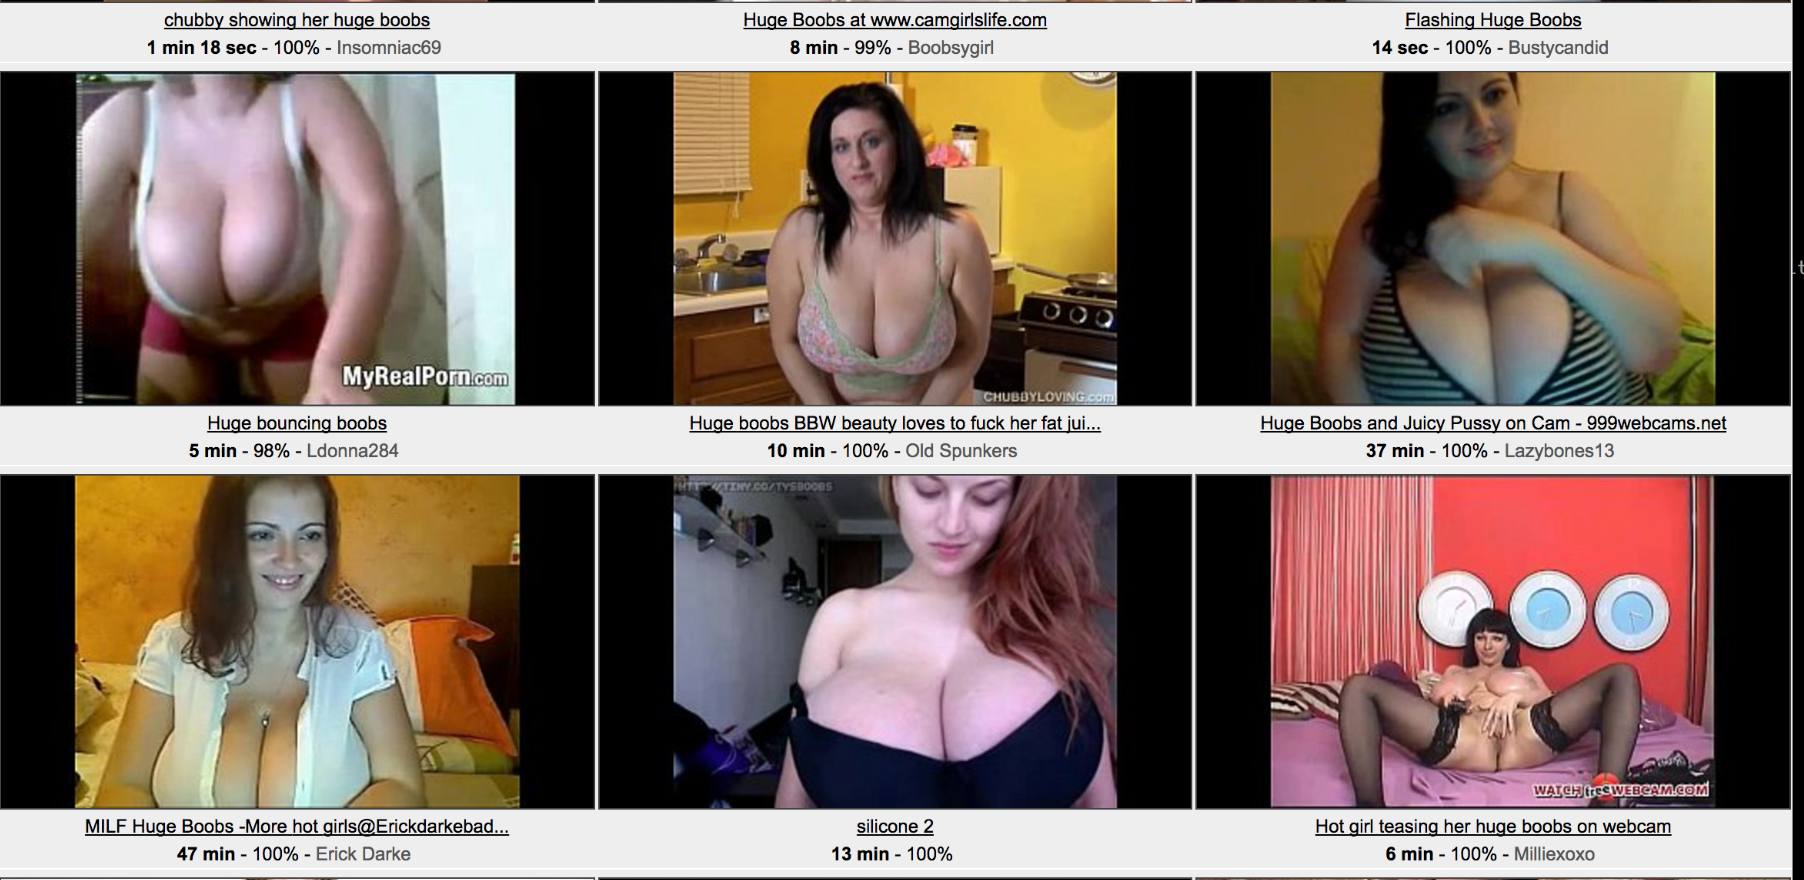 chubby showing her huge boobs
Huge Boobs at www.camgirlslife.com
Flashing Huge Boobs
1 min 18 sec - 100% - Insomniac69
8 min - 99% - Boobsygirl
14 sec - 100% - Bustycandid
MyRealPorn.com
CHUBBYLOVING.com
Huge bouncing boobs
Huge boobs BBW beauty loves to fuck her fat jui...
Huge Boobs and Juicy Pussy on Cam - 999webcams.net
5 min - 98% - Ldonna284
10 min - 100% - Old Spunkers
37 min - 100% - Lazybones13
HTTP://TINY.CC/TYSBOOBS
WATCHfreeWEBCAM.COM
MILF Huge Boobs -More hot girls@Erickdarkebad...
silicone 2
Hot girl teasing her huge boobs on webcam
47 min - 100% - Erick Darke
13 min - 100%
6 min - 100% - Milliexoxo